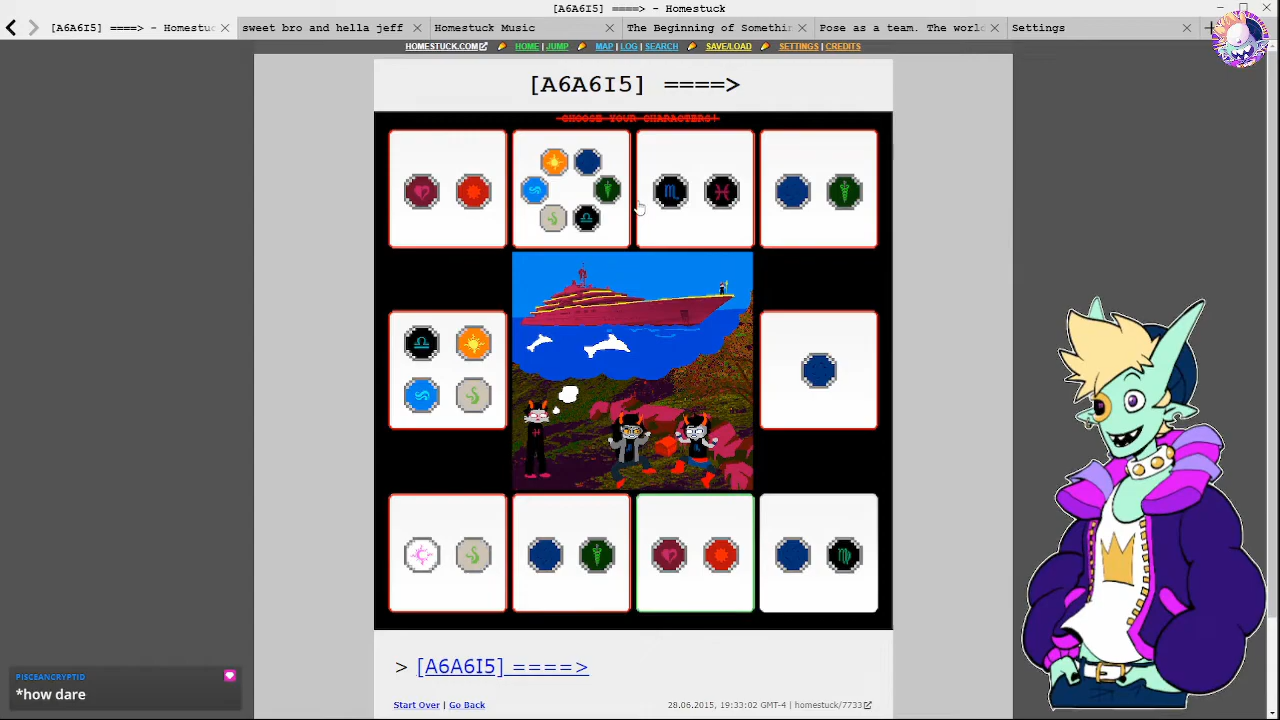 [A6A6I5] ====> - Homestuck
[A6A6I5] ====> - Homestuc
sweet bro and hella jeff
Homestuck Music
The Beginning of Somethin
Pose as a team. The world
Settings
HOMESTUCK.COM
HOME | JUMP
MAP | LOG | SEARCH
SAVE/LOAD
SETTINGS | CREDITS
[A6A6I5] ====>
CHOOSE YOUR CHARACTERS!
> [A6A6I5] ====>
Start Over | Go Back
28.06.2015, 19:33:02 GMT-4 | homestuck/7733
PISCEANCRYPTID
*how dare